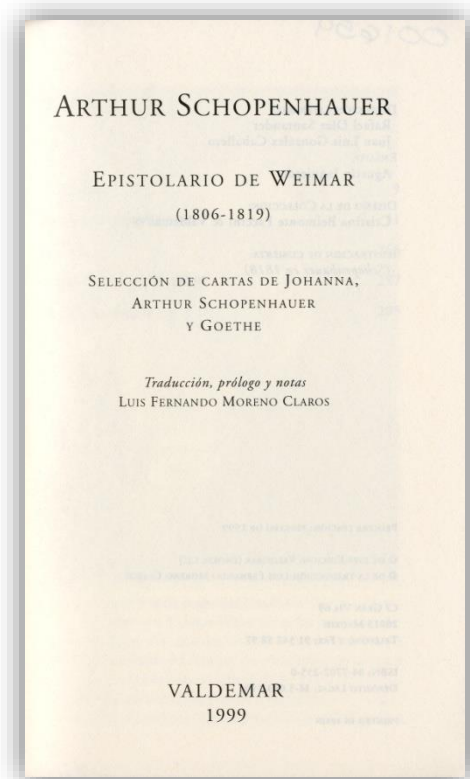 ARTHUR SCHOPENHAUER
EPISTOLARIO DE WEIMAR
(1806-1819)
SELECCIÓN DE CARTAS DE JOHANNA,
ARTHUR SCHOPENHAUER
Y GOETHE
Traducción, prólogo y notas
LUIS FERNANDO MORENO CLAROS
VALDEMAR
1999